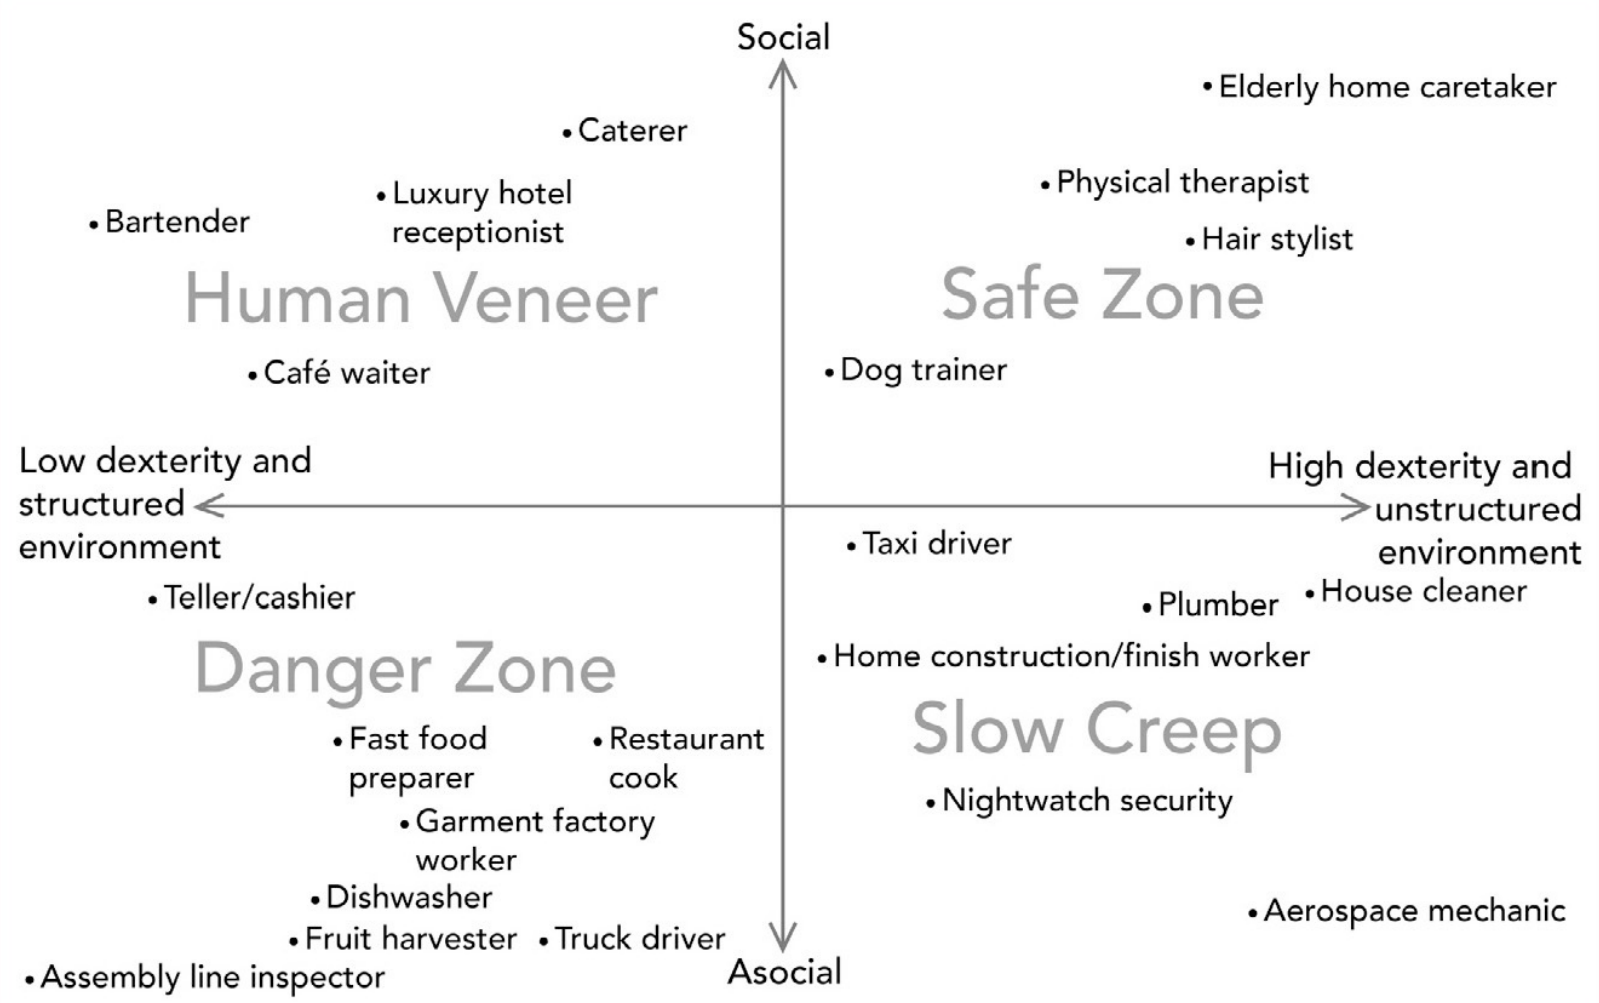 Social
• Elderly home caretaker
• Caterer
• Physical therapist
• Luxury hotel
receptionist
• Bartender
• Hair stylist
Human Veneer
Safe Zone
• Café waiter
• Dog trainer
Low dexterity and
structured
environment
High dexterity and
unstructured
environment
• Taxi driver
• Teller/cashier
• Plumber
• House cleaner
• Home construction/finish worker
Danger Zone
Slow Creep
• Fast food
preparer
• Restaurant
cook
• Nightwatch security
• Garment factory
worker
• Dishwasher
• Aerospace mechanic
• Fruit harvester
• Truck driver
Asocial
• Assembly line inspector